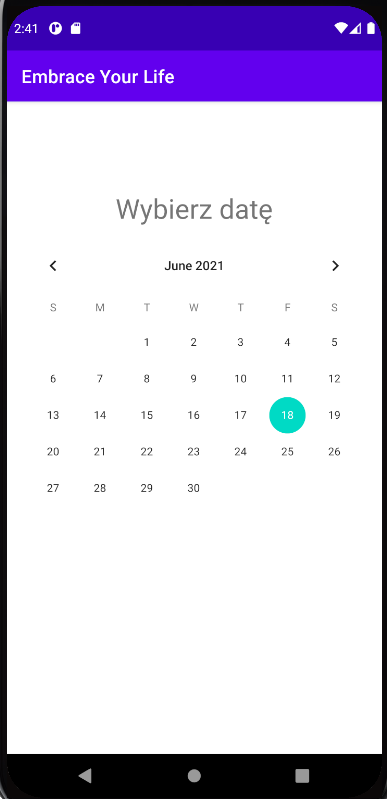 2:41
Embrace Your Life
Wybierz datę
June 2021
S M T W T F S
1 2 3 4 5
6 7 8 9 10 11 12
13 14 15 16 17 18 19
20 21 22 23 24 25 26
27 28 29 30